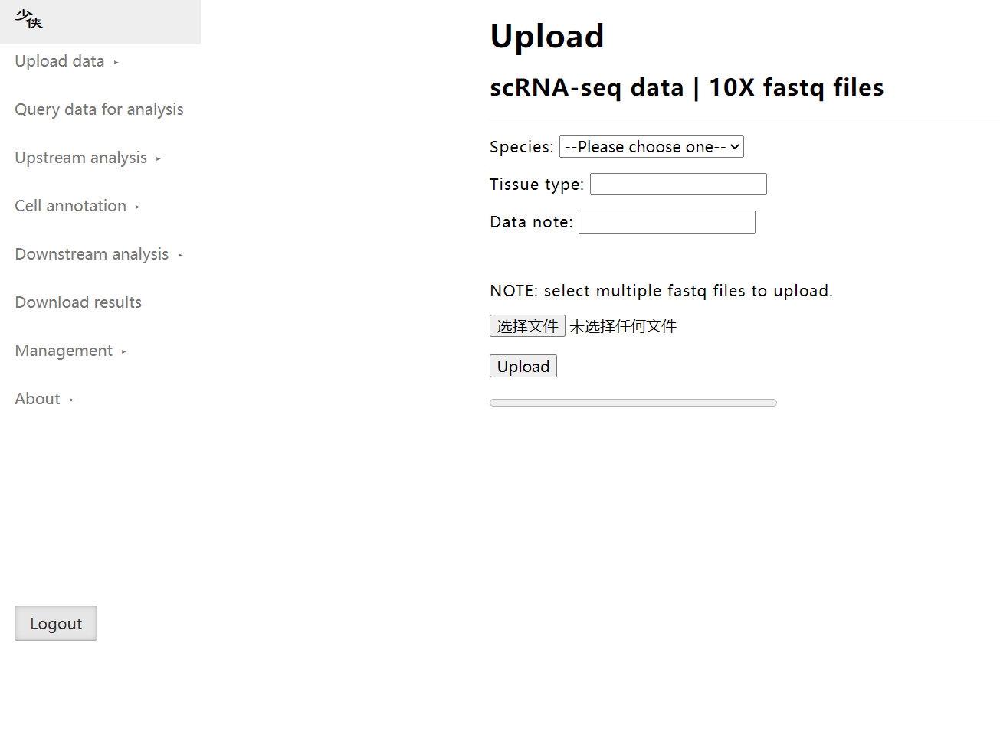 少侠
Upload data ▸
Query data for analysis
Upstream analysis ▸
Cell annotation ▸
Downstream analysis ▸
Download results
Management ▸
About ▸
Logout
Upload
scRNA-seq data | 10X fastq files
Species: --Please choose one--
Tissue type:
Data note:
NOTE: select multiple fastq files to upload.
选择文件 未选择任何文件
Upload